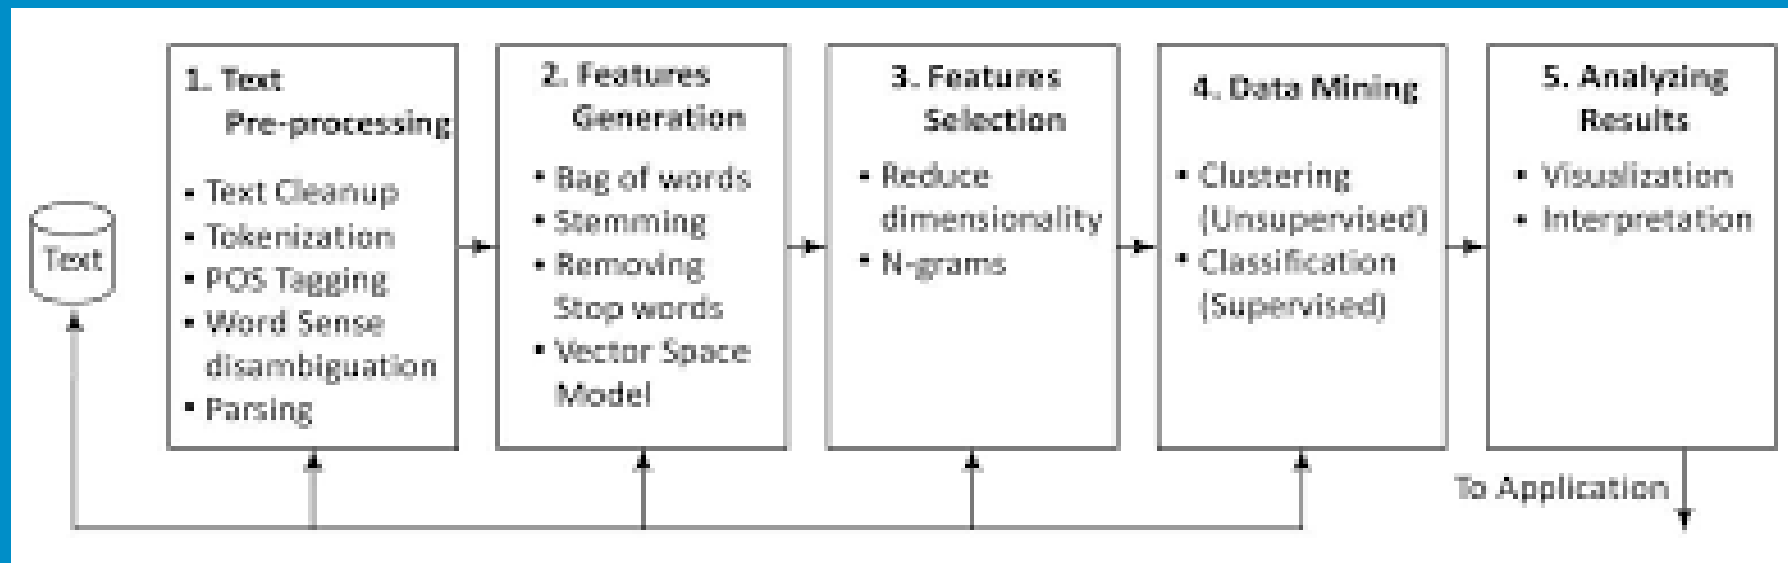 Text
1. Text
Pre-processing
• Text Cleanup
• Tokenization
• POS Tagging
• Word Sense
disambiguation
• Parsing
2. Features
Generation
• Bag of words
• Stemming
• Removing
Stop words
• Vector Space
Model
3. Features
Selection
• Reduce
dimensionality
• N-grams
4. Data Mining
• Clustering
(Unsupervised)
• Classification
(Supervised)
5. Analyzing
Results
• Visualization
• Interpretation
To Application